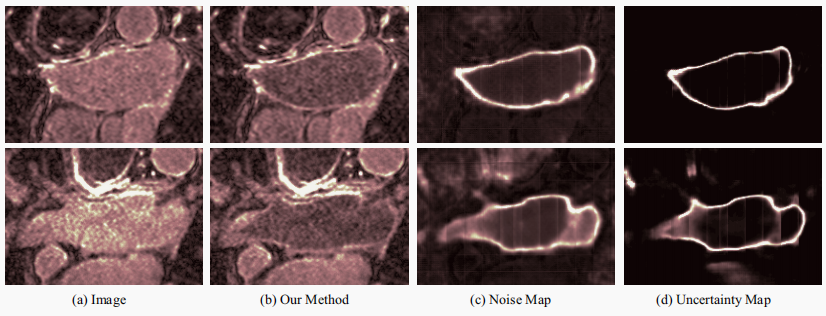 (a) Image
(b) Our Method
(c) Noise Map
(d) Uncertainty Map